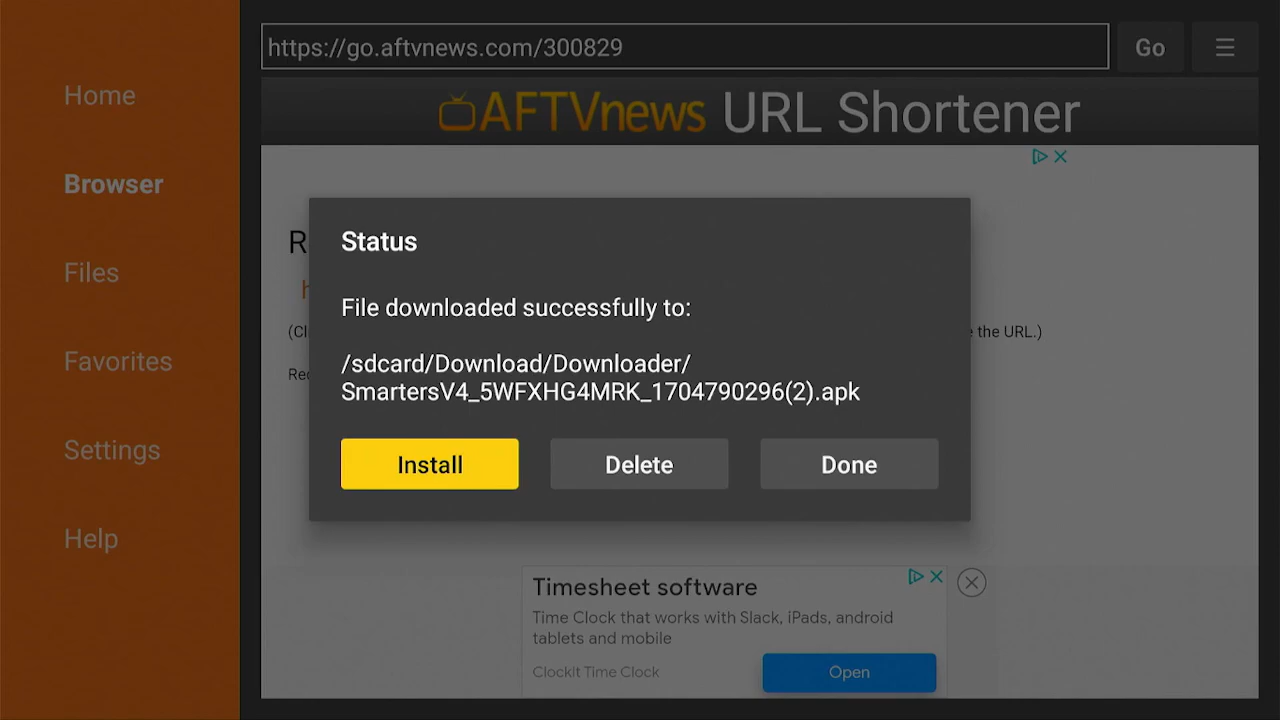 https://go.aftvnews.com/300829
Go
Home
Browser
Files
Favorites
Settings
Help
AFTVnews URL Shortener
Status
File downloaded successfully to:
/sdcard/Download/Downloader/
SmartersV4_5WFXHG4MRK_1704790296(2).apk
e the URL.)
Install
Delete
Done
Timesheet software
Time Clock that works with Slack, iPads, android
tablets and mobile
ClockIt Time Clock
Open